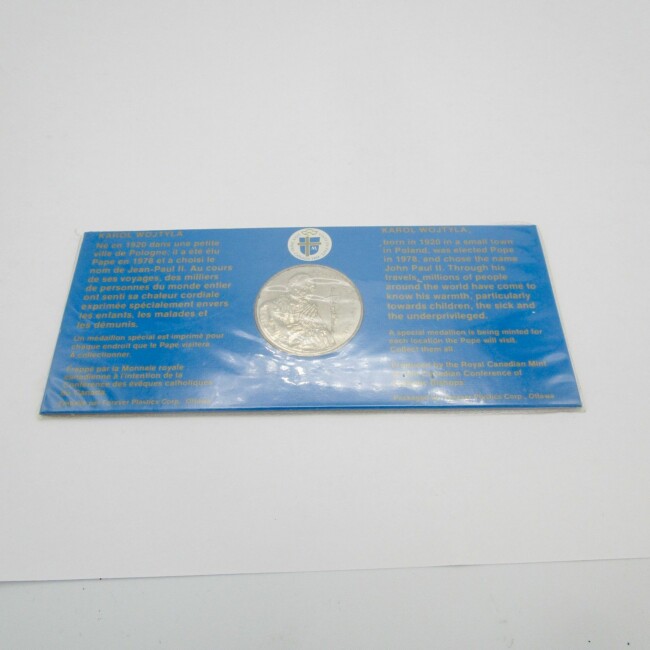 KAROL WOJTYLA
Né en 1920 dans une petite
ville de Pologne, il a été élu
Pape en 1978 et a choisi le
nom de Jean-Paul II. Au cours
de ses voyages, des milliers
de personnes du monde entier
ont senti sa chaleur cordiale
exprimée spécialement envers
les enfants, les malades et
les démunis.
Un médaillon spécial est imprimé pour
chaque endroit que le Pape visitera.
À collectionner.
Frappé par la Monnaie royale
canadienne à l'intention de la
Conférence des évêques catholiques
du Canada
Plastics Corp., Ottawa
KAROL WOJTYLA
Born in 1920 in a small town
in Poland, was elected Pope
in 1978, and chose the name
John Paul II. Through his
travels, millions of people
around the world have come to
know his warmth, particularly
towards children, the sick and
the underprivileged.
A special medallion is being minted for
each location the Pope will visit.
Collect them all.
by the Royal Canadian Mint
Conference of
Plastics Corp., Ottawa